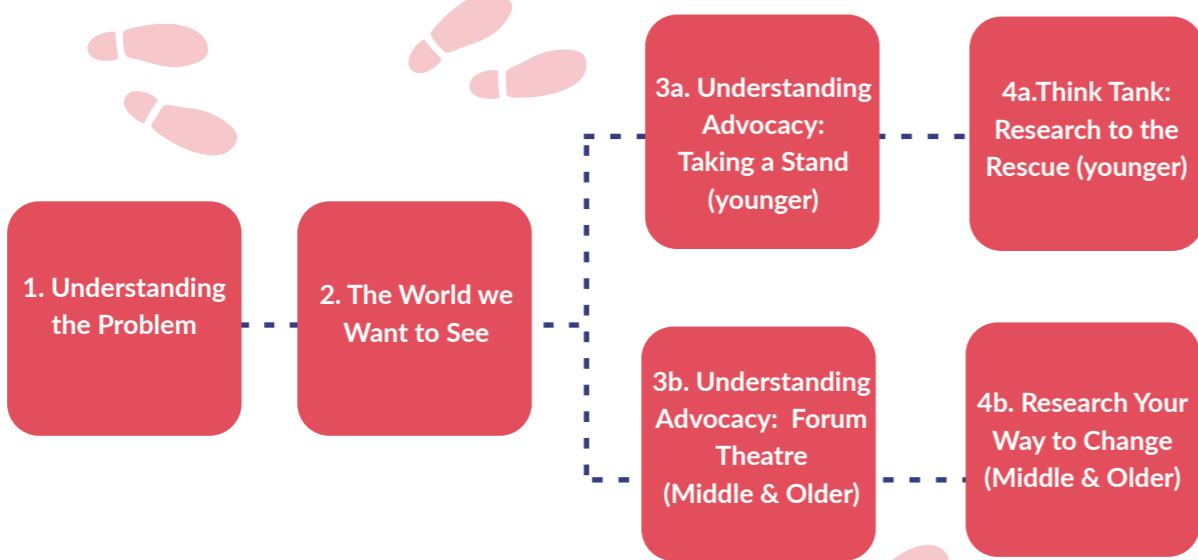 1. Understanding
the Problem
2. The World we
Want to See
3a. Understanding
Advocacy:
Taking a Stand
(younger)
4a.Think Tank:
Research to the
Rescue (younger)
3b. Understanding
Advocacy:  Forum
Theatre
(Middle & Older)
4b. Research Your
Way to Change
(Middle & Older)